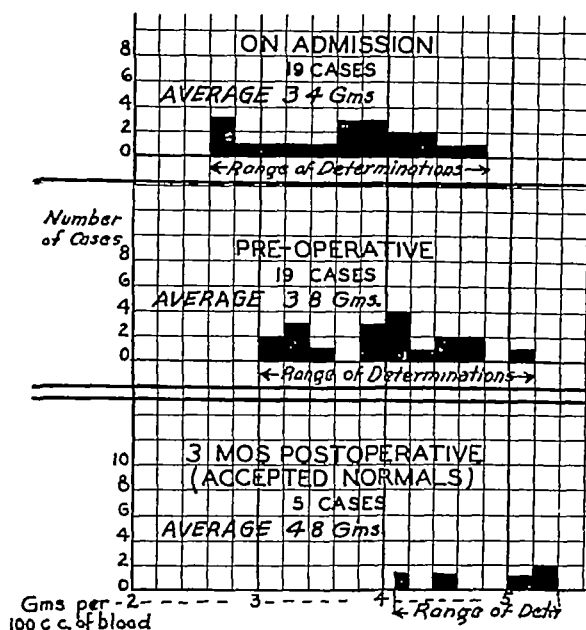 8
6
4
2
0
ON ADMISSION
19 CASES
AVERAGE 3 4 Gms
←Range of Determinations→
Number
of Cases
8
6
4
2
0
PRE-OPERATIVE
19 CASES
AVERAGE 3 8 Gms.
←Range of Determinations→
10
8
6
4
2
0
3 MOS POSTOPERATIVE
(ACCEPTED NORMALS)
5 CASES
AVERAGE 4 8 Gms
Gms per -2- 3 4 5
100 c c. of blood
←Range of Det